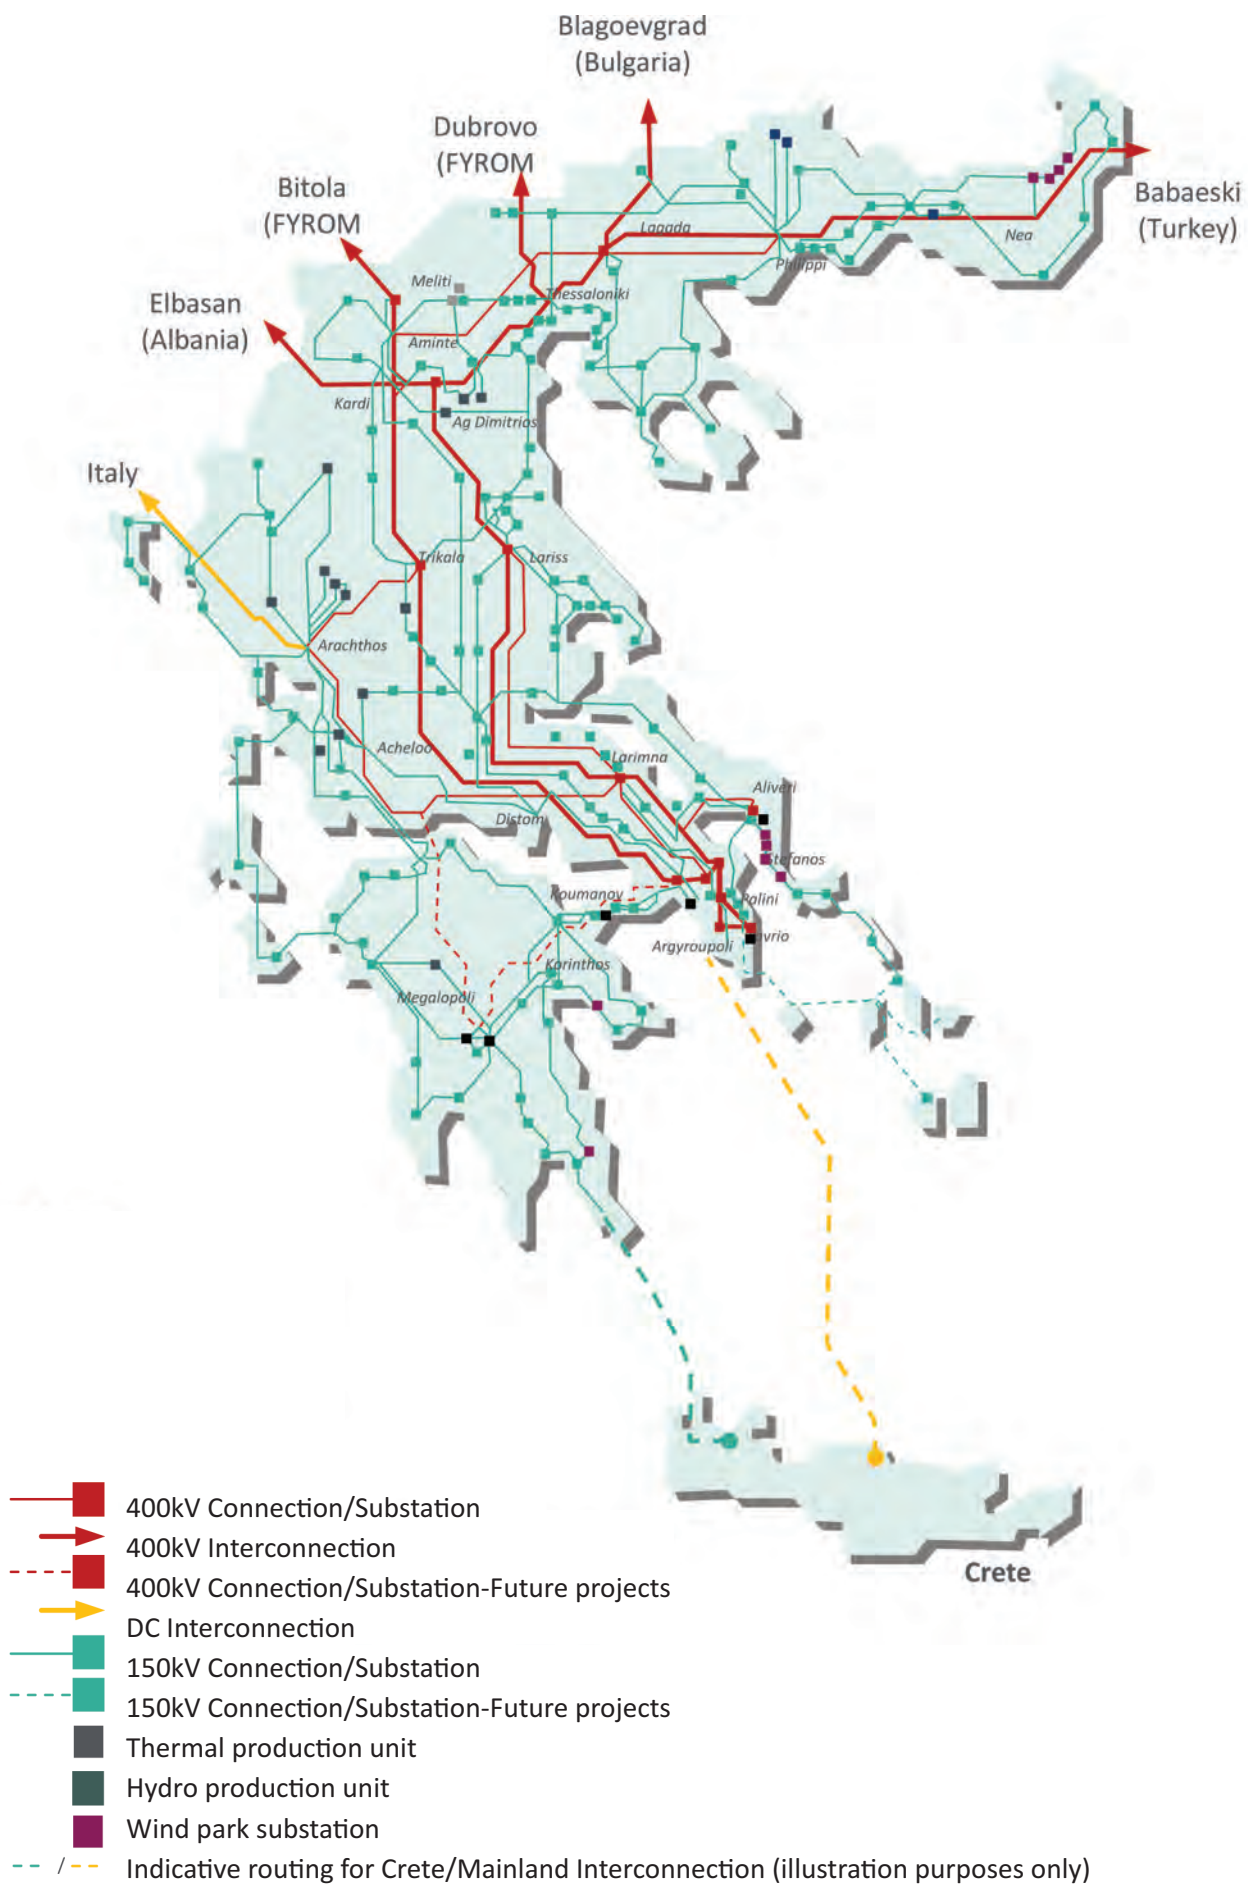 Blagoevgrad
(Bulgaria)
Dubrovo
(FYROM
Bitola
(FYROM
Babaeski
(Turkey)
Elbasan
(Albania)
Italy
Lagada
Nea
Philippi
Meliti
Thessaloniki
Aminte
Kardi
Ag Dimitrios
Trikala
Lariss
Arachthos
Acheloo
Larimna
Aliveri
Distom
Stefanos
Koumanoy
Palini
Argyroupoli
avrio
Korinthos
Megalopoli
Crete
400kV Connection/Substation
400kV Interconnection
400kV Connection/Substation-Future projects
DC Interconnection
150kV Connection/Substation
150kV Connection/Substation-Future projects
Thermal production unit
Hydro production unit
Wind park substation
/ Indicative routing for Crete/Mainland Interconnection (illustration purposes only)